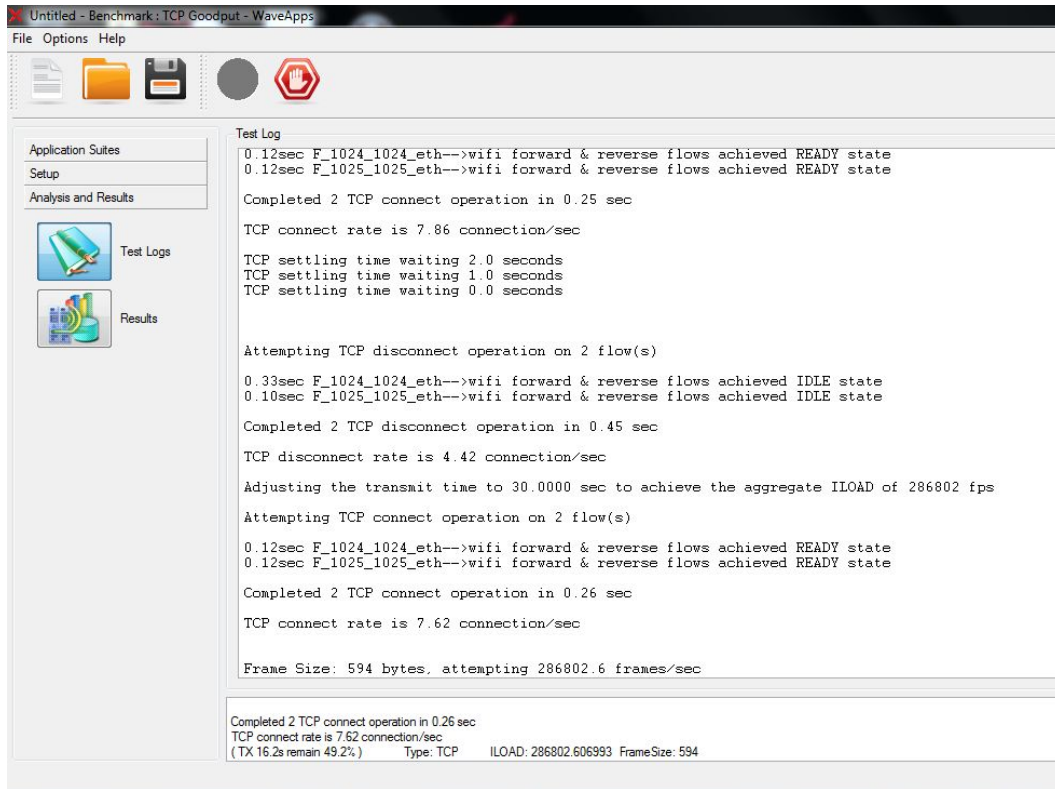 Untitled - Benchmark : TCP Goodput - WaveApps
File Options Help
Application Suites
Setup
Analysis and Results
Test Logs
Results
Test Log
0.12sec F_1024_1024_eth-->wifi forward & reverse flows achieved READY state
0.12sec F_1025_1025_eth-->wifi forward & reverse flows achieved READY state
Completed 2 TCP connect operation in 0.25 sec
TCP connect rate is 7.86 connection/sec
TCP settling time waiting 2.0 seconds
TCP settling time waiting 1.0 seconds
TCP settling time waiting 0.0 seconds
Attempting TCP disconnect operation on 2 flow(s)
0.33sec F_1024_1024_eth-->wifi forward & reverse flows achieved IDLE state
0.10sec F_1025_1025_eth-->wifi forward & reverse flows achieved IDLE state
Completed 2 TCP disconnect operation in 0.45 sec
TCP disconnect rate is 4.42 connection/sec
Adjusting the transmit time to 30.0000 sec to achieve the aggregate ILOAD of 286802 fps
Attempting TCP connect operation on 2 flow(s)
0.12sec F_1024_1024_eth-->wifi forward & reverse flows achieved READY state
0.12sec F_1025_1025_eth-->wifi forward & reverse flows achieved READY state
Completed 2 TCP connect operation in 0.26 sec
TCP connect rate is 7.62 connection/sec
Frame Size: 594 bytes, attempting 286802.6 frames/sec
Completed 2 TCP connect operation in 0.26 sec
TCP connect rate is 7.62 connection/sec
( TX 16.2s remain 49.2% ) Type: TCP ILOAD: 286802.606993 FrameSize: 594